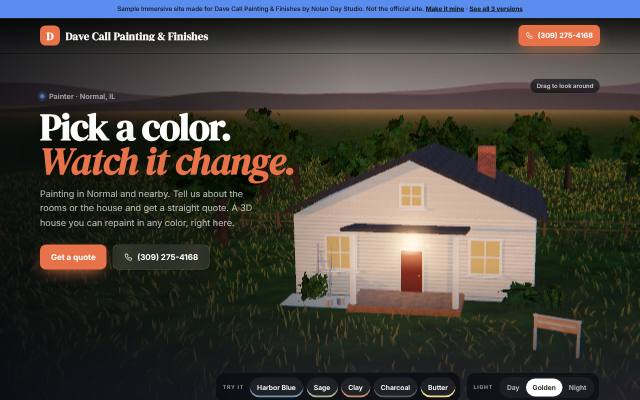 Sample Immersive site made for Dave Call Painting & Finishes by Nolan Day Studio. Not the official site. Make it mine · See all 3 versions
D Dave Call Painting & Finishes
(309) 275-4168
Drag to look around
Painter · Normal, IL
Pick a color.
Watch it change.
Painting in Normal and nearby. Tell us about the
rooms or the house and get a straight quote. A 3D
house you can repaint in any color, right here.
Get a quote
(309) 275-4168
TRY IT Harbor Blue Sage Clay Charcoal Butter
LIGHT Day Golden Night